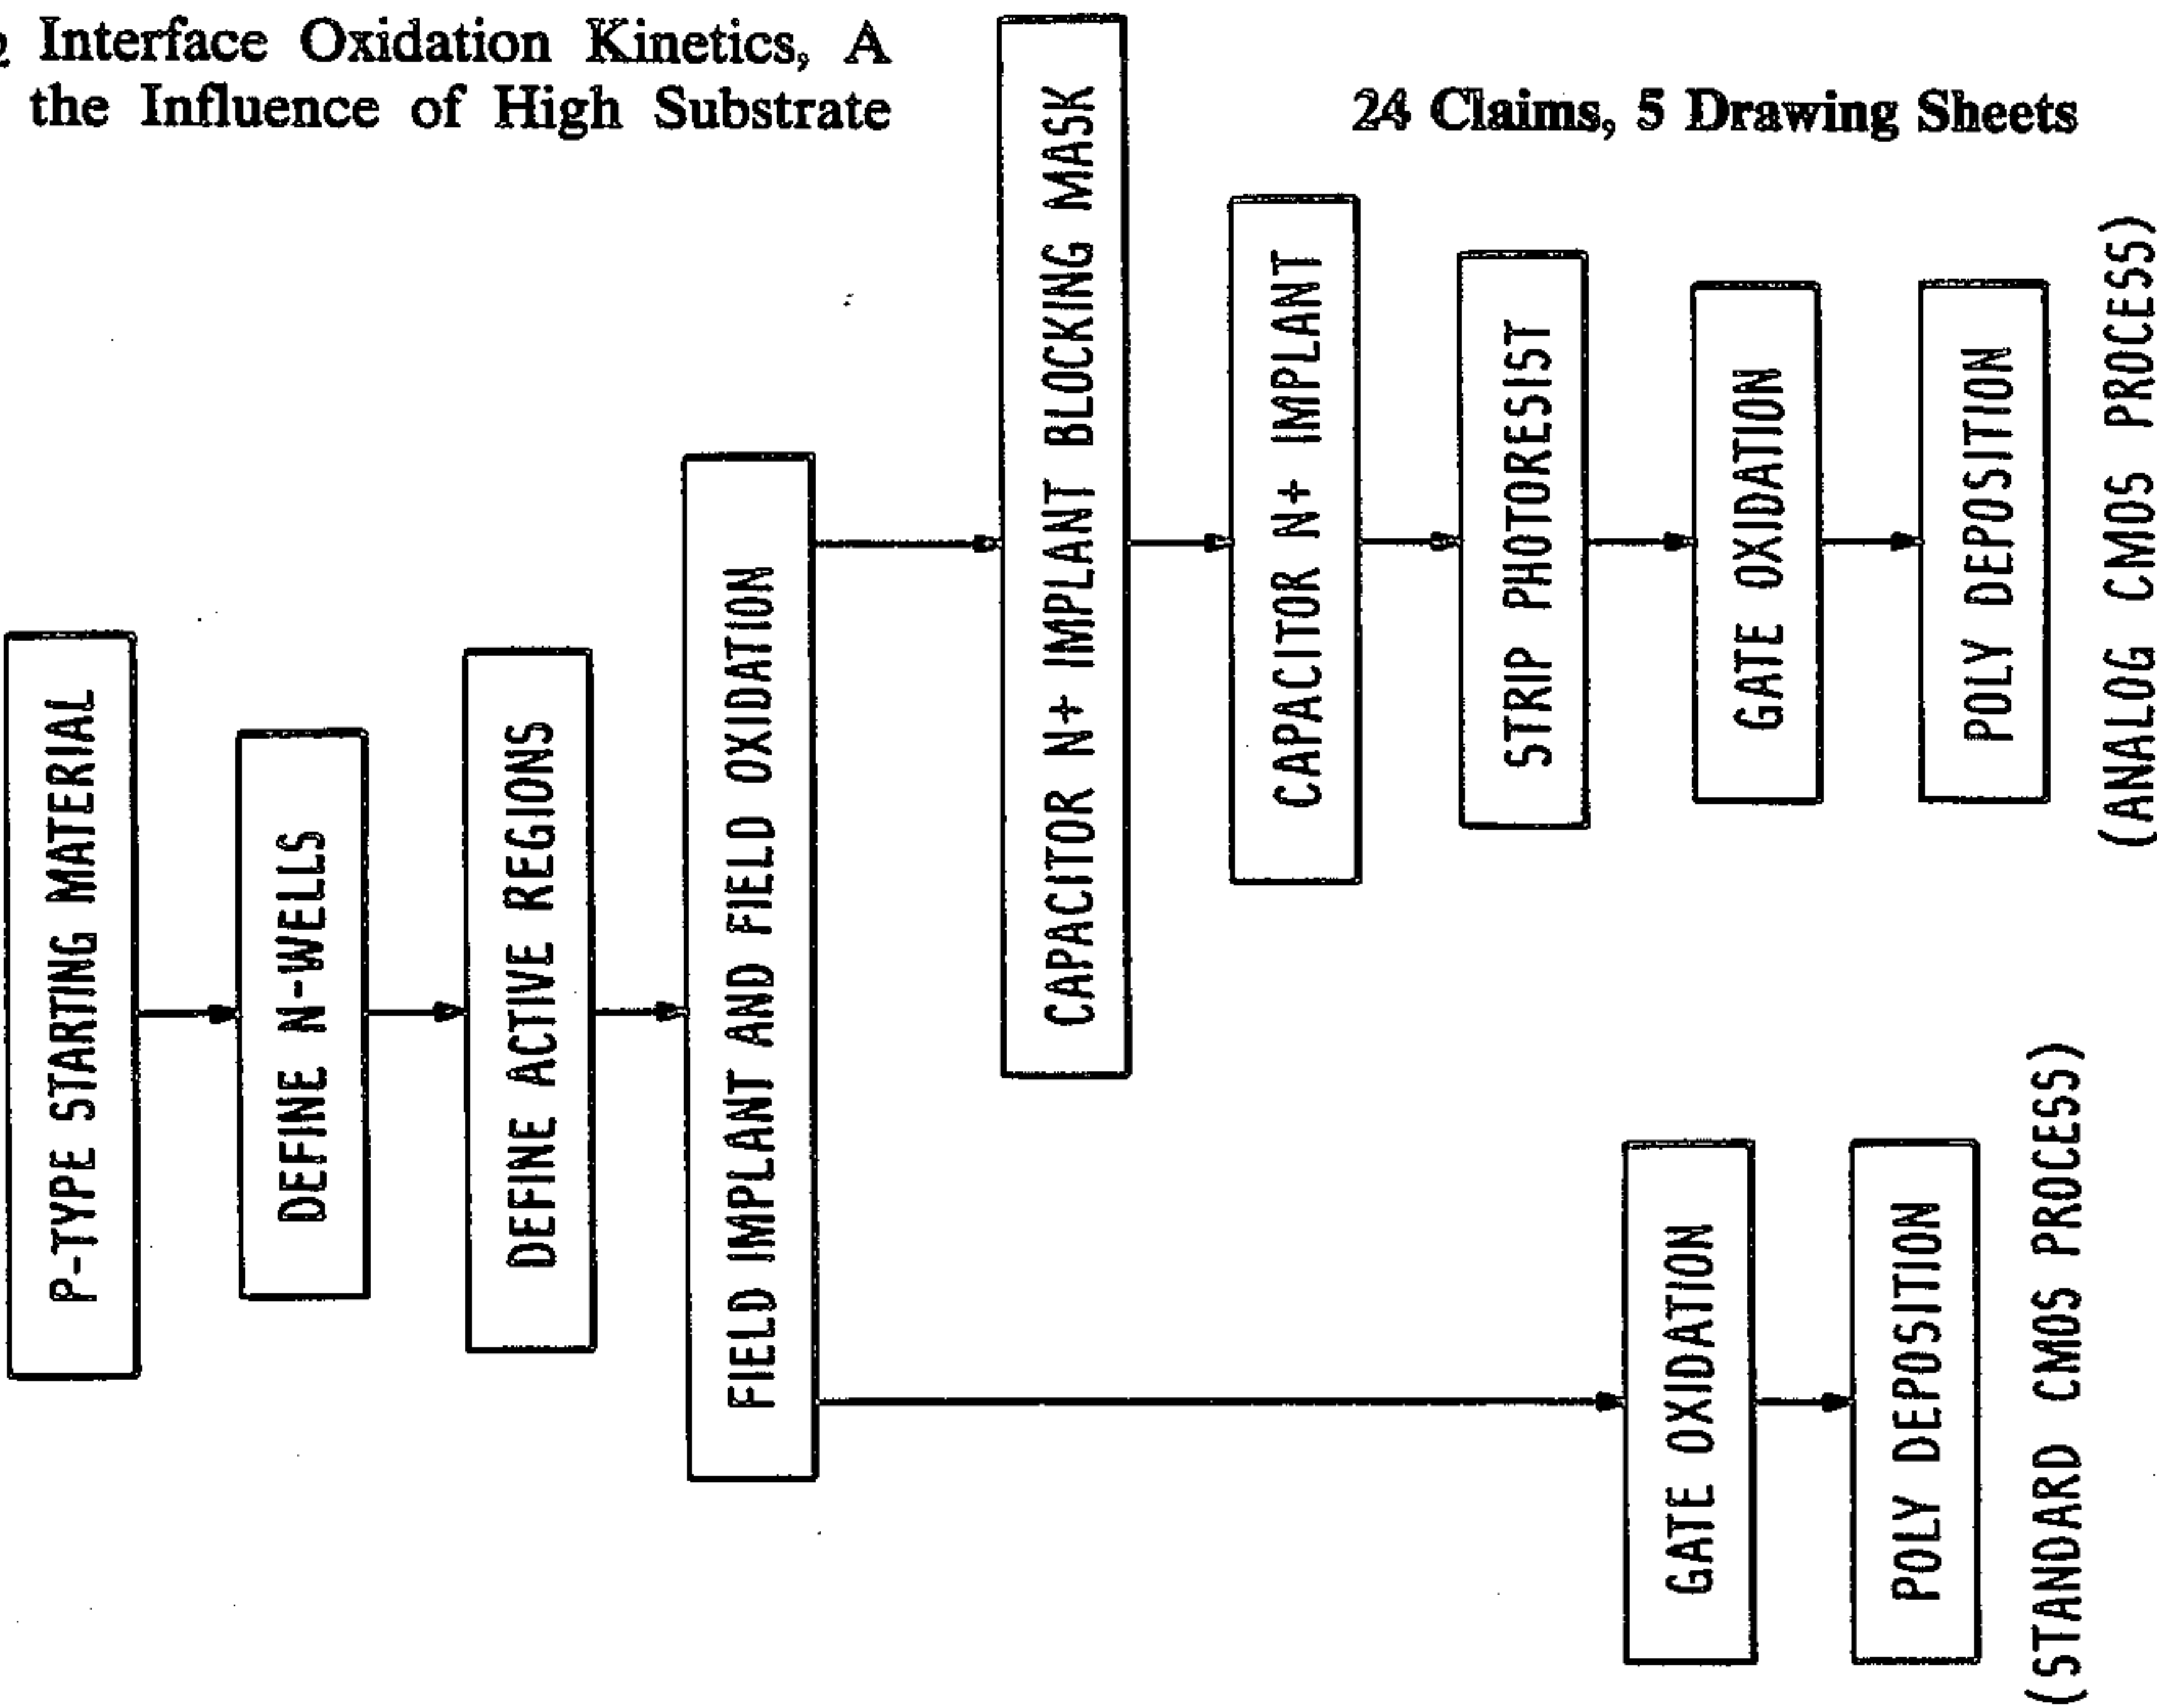 Interface Oxidation Kinetics, A
the Influence of High Substrate
24 Claims, 5 Drawing Sheets
P-TYPE STARTING MATERIAL
DEFINE N-WELLS
DEFINE ACTIVE REGIONS
FIELD IMPLANT AND FIELD OXIDATION
CAPACITOR N+ IMPLANT BLOCKING MASK
CAPACITOR N+ IMPLANT
STRIP PHOTORESIST
GATE OXIDATION
POLY DEPOSITION
(ANALOG CMOS PROCESS)
GATE OXIDATION
POLY DEPOSITION
(STANDARD CMOS PROCESS)